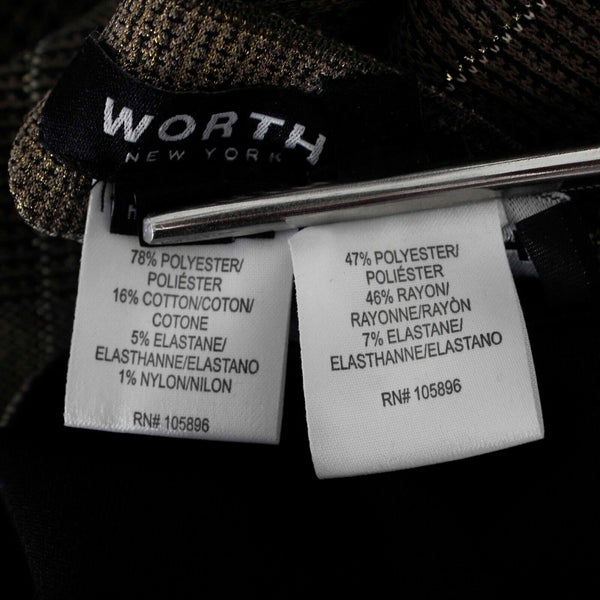 WORTH
NEW YORK
78% POLYESTER/
POLIÉSTER
16% COTTON/COTON/
COTONE
5% ELASTANE/
ELASTHANNE/ELASTANO
1% NYLON/NILON
RN# 105896
47% POLYESTER/
POLIÉSTER
46% RAYON/
RAYONNE/RAYÒN
7% ELASTANE/
ELASTHANNE/ELASTANO
RN# 105896